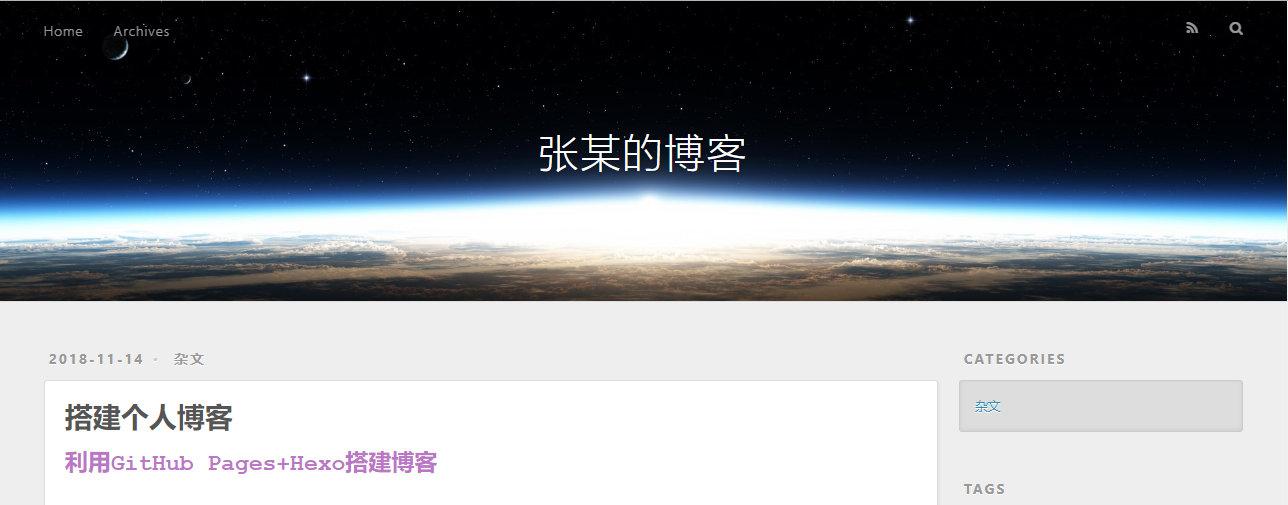 Home Archives
张某的博客
2018-11-14 • 杂文
搭建个人博客
利用GitHub Pages+Hexo搭建博客
CATEGORIES
杂文
TAGS